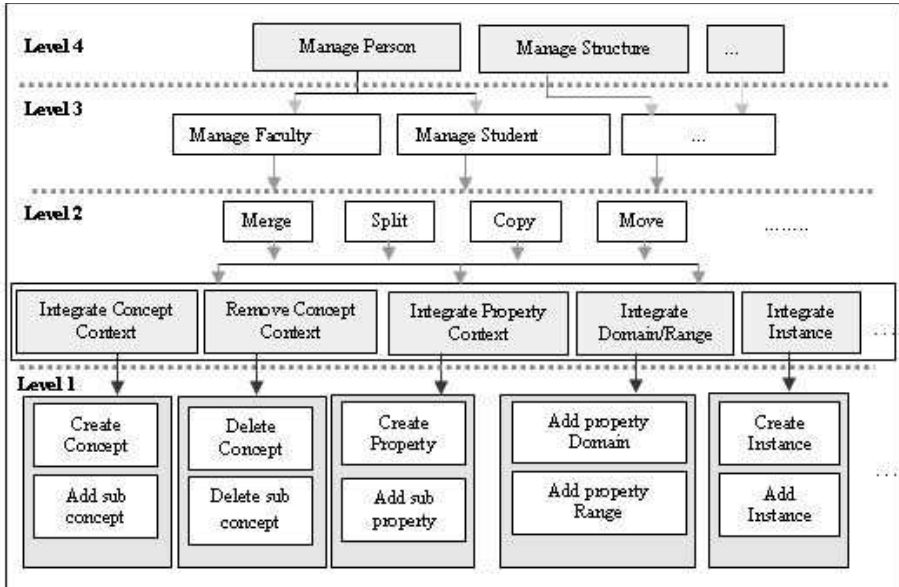 Level 4
Manage Person
Manage Structure
...
Level 3
Manage Faculty
Manage Student
...
Level 2
Merge
Split
Copy
Move
........
Integrate Concept
Context
Remove Concept
Context
Integrate Property
Context
Integrate
Domain/Range
Integrate
Instance
....
Level 1
Create
Concept
Add sub
concept
Delete
Concept
Delete sub
concept
Create
Property
Add sub
property
Add property
Domain
Add property
Range
Create
Instance
Add
Instance
....